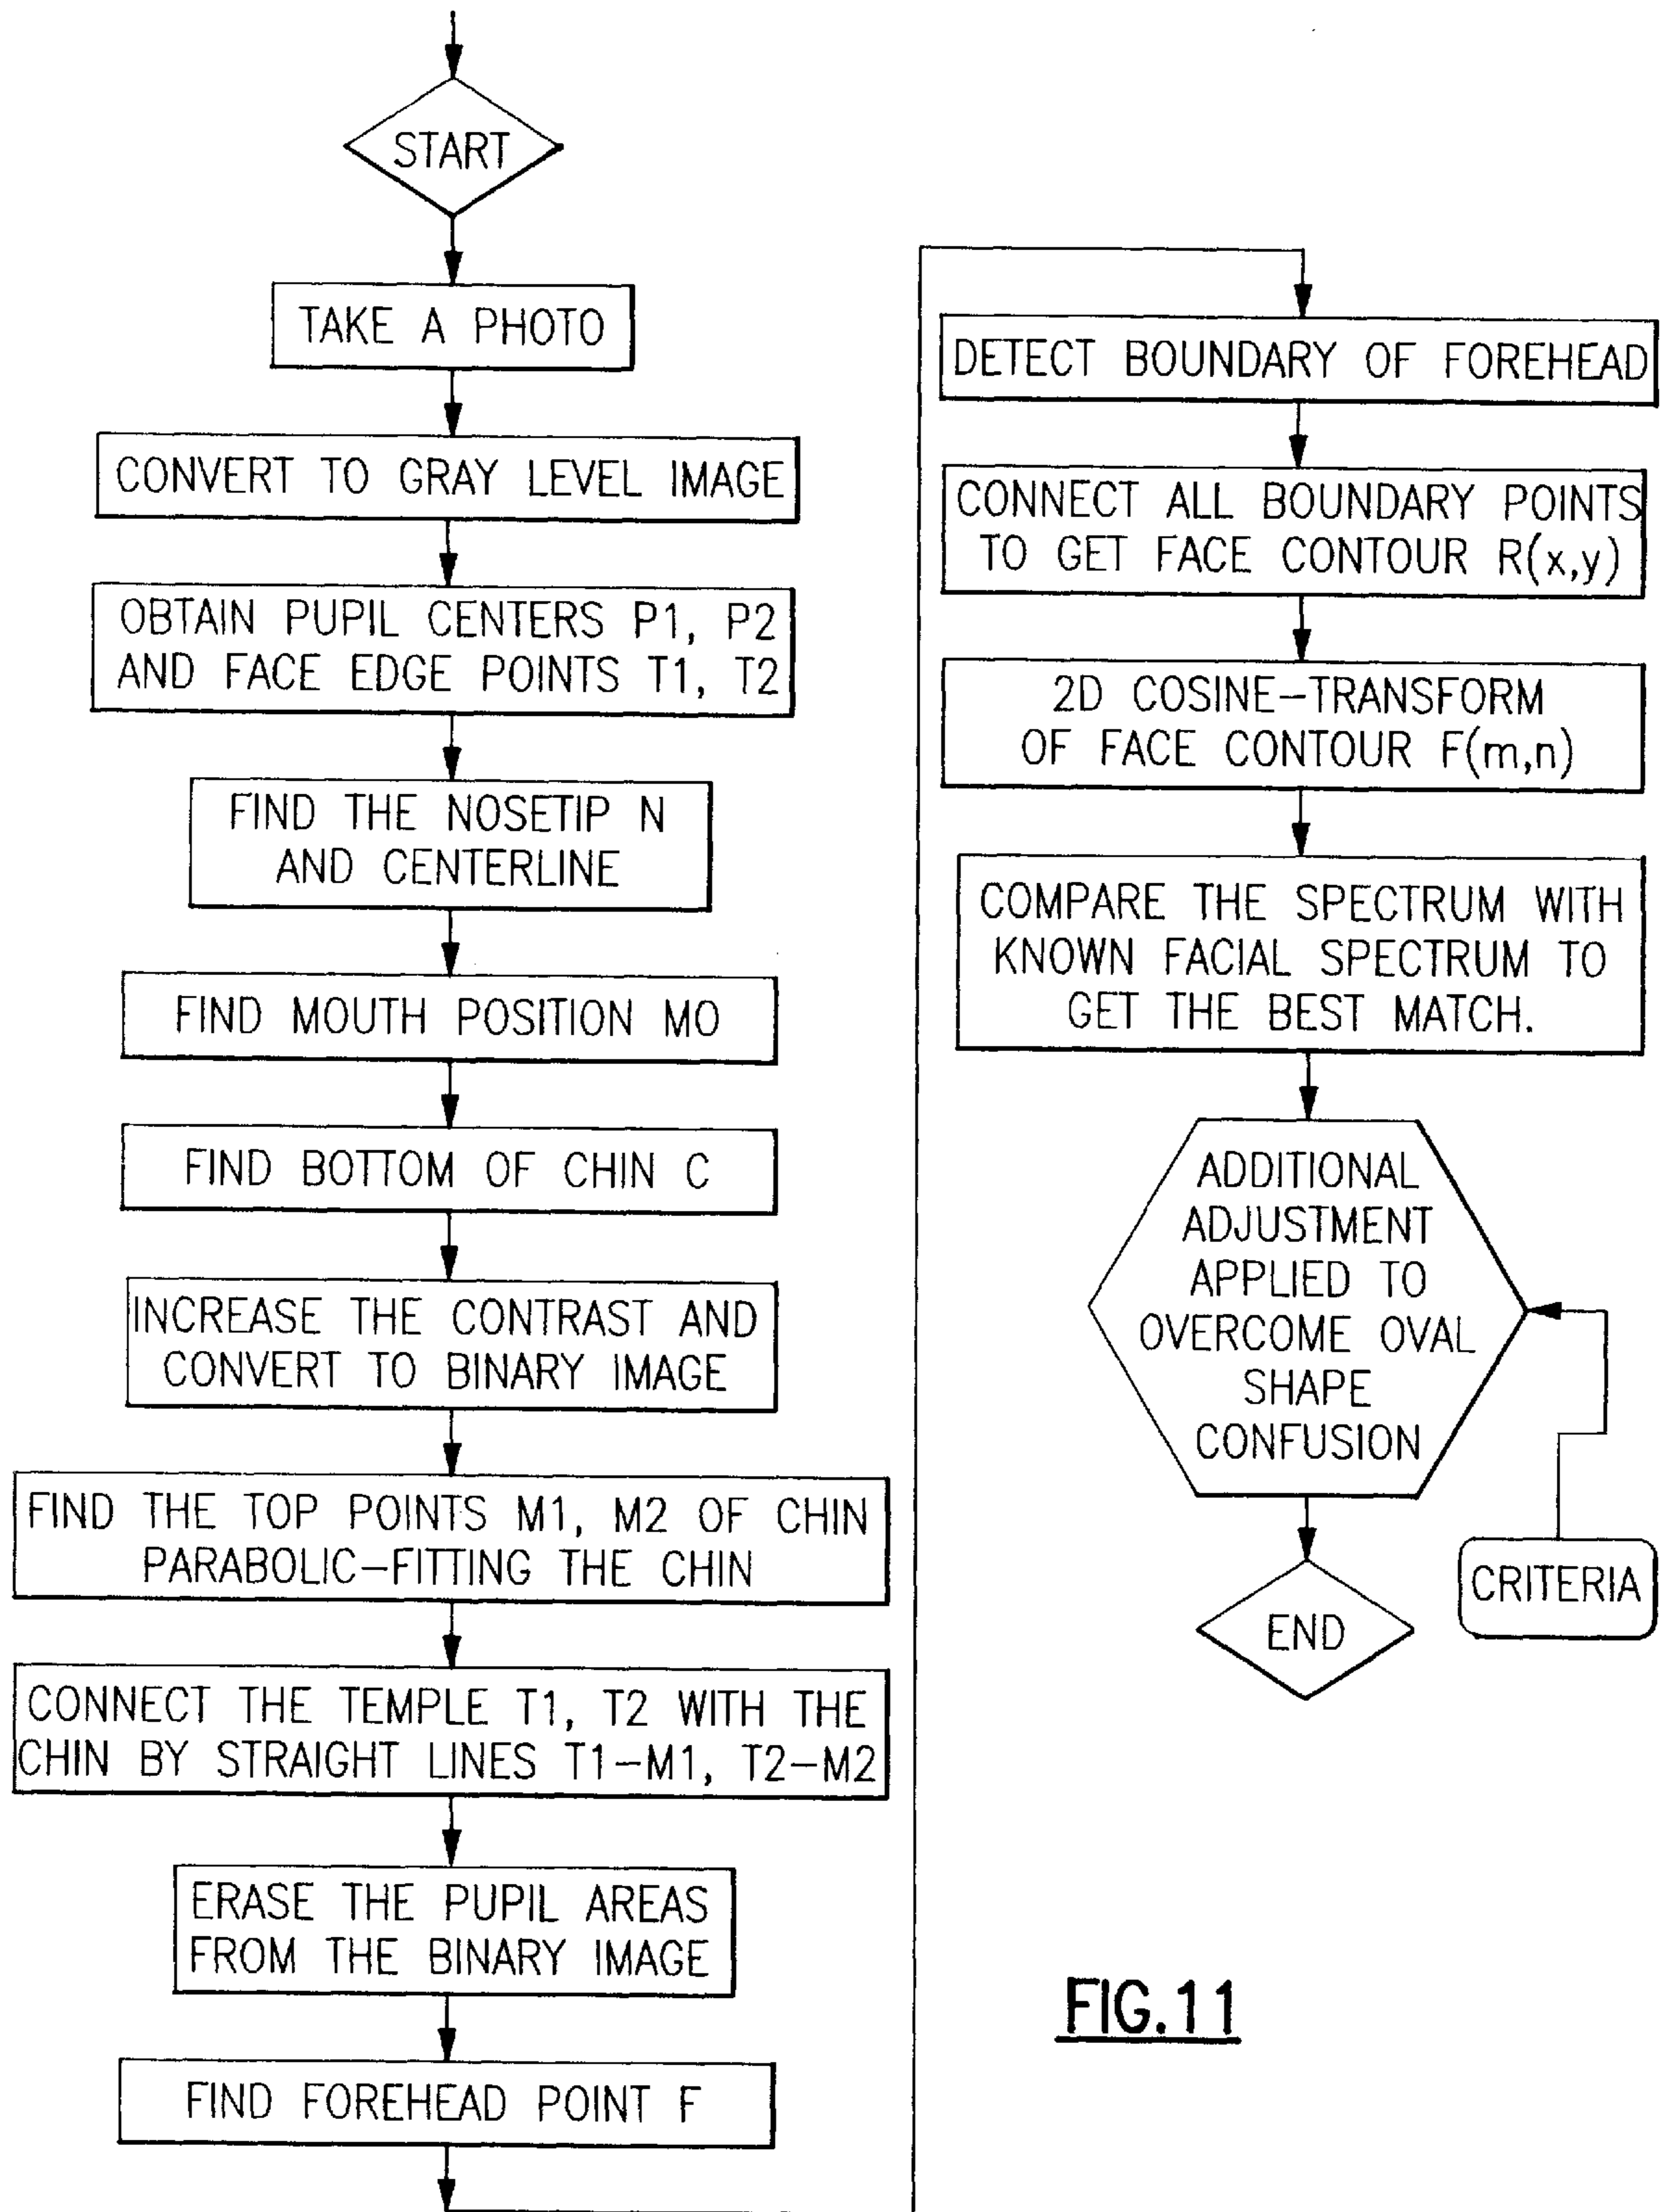 START
TAKE A PHOTO
CONVERT TO GRAY LEVEL IMAGE
OBTAIN PUPIL CENTERS P1, P2
AND FACE EDGE POINTS T1, T2
FIND THE NOSETIP N
AND CENTERLINE
FIND MOUTH POSITION MO
FIND BOTTOM OF CHIN C
INCREASE THE CONTRAST AND
CONVERT TO BINARY IMAGE
FIND THE TOP POINTS M1, M2 OF CHIN
PARABOLIC-FITTING THE CHIN
CONNECT THE TEMPLE T1, T2 WITH THE
CHIN BY STRAIGHT LINES T1-M1, T2-M2
ERASE THE PUPIL AREAS
FROM THE BINARY IMAGE
FIND FOREHEAD POINT F
DETECT BOUNDARY OF FOREHEAD
CONNECT ALL BOUNDARY POINTS
TO GET FACE CONTOUR R(x,y)
2D COSINE-TRANSFORM
OF FACE CONTOUR F(m,n)
COMPARE THE SPECTRUM WITH
KNOWN FACIAL SPECTRUM TO
GET THE BEST MATCH.
ADDITIONAL
ADJUSTMENT
APPLIED TO
OVERCOME OVAL
SHAPE
CONFUSION
CRITERIA
END
FIG.11